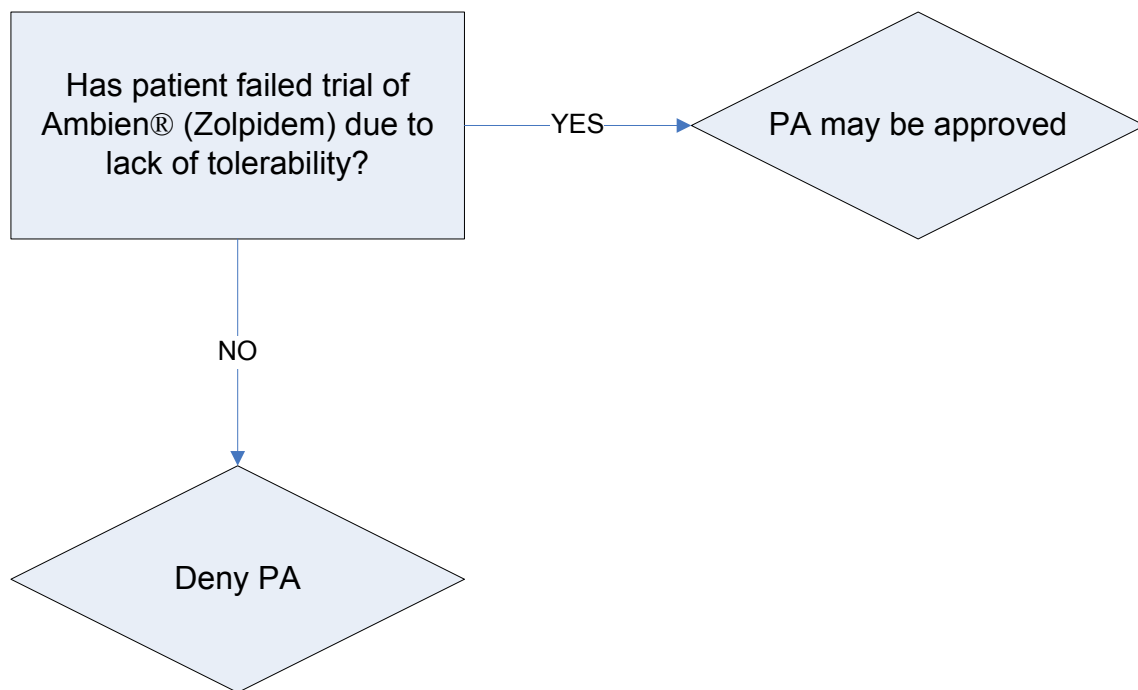 Has patient failed trial of
Ambien® (Zolpidem) due to
lack of tolerability?
YES
PA may be approved
NO
Deny PA